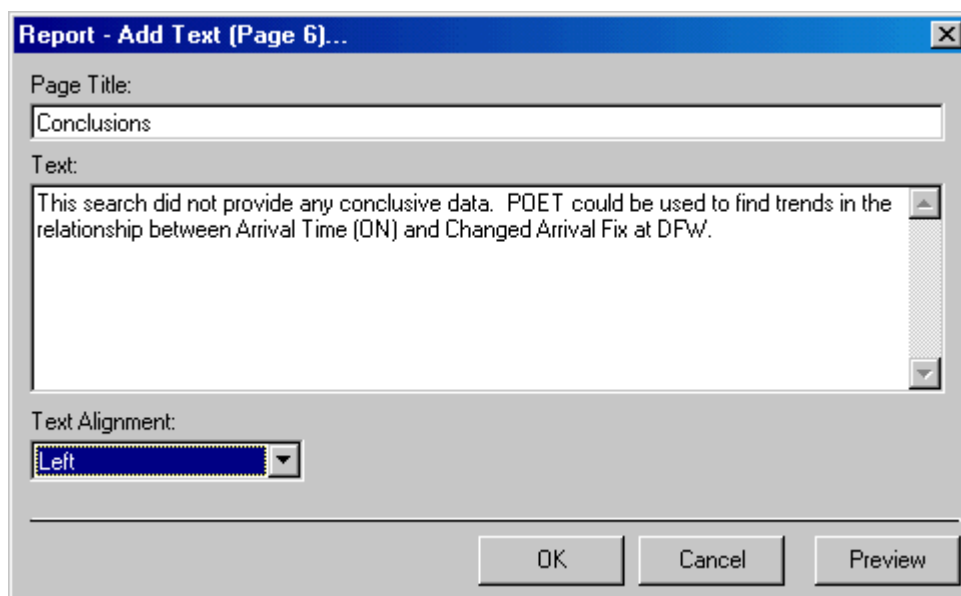 Report - Add Text (Page 6)...
Page Title:
Conclusions
Text:
This search did not provide any conclusive data.  POET could be used to find trends in the
relationship between Arrival Time (ON) and Changed Arrival Fix at DFW.
Text Alignment:
Left
OK Cancel Preview